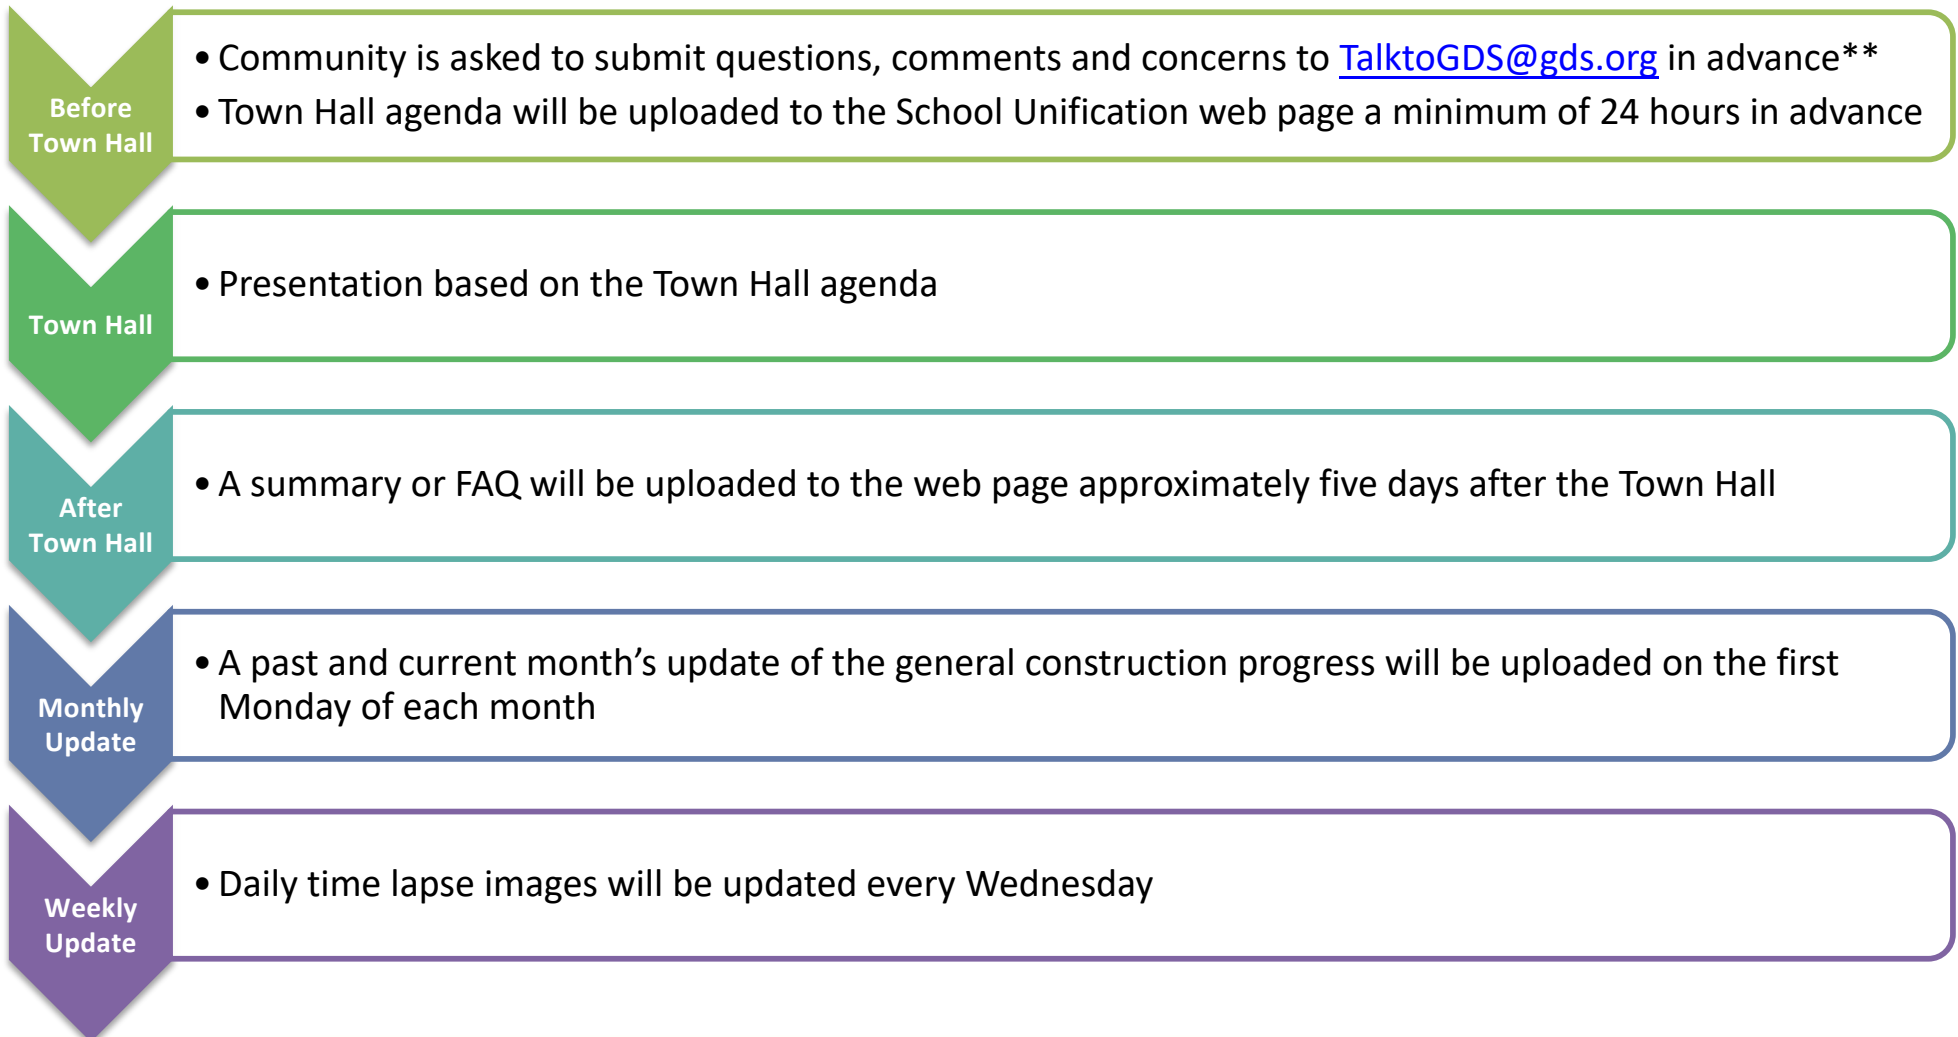 Before
Town Hall
• Community is asked to submit questions, comments and concerns to TalktoGDS@gds.org in advance**
• Town Hall agenda will be uploaded to the School Unification web page a minimum of 24 hours in advance
Town Hall
• Presentation based on the Town Hall agenda
After
Town Hall
• A summary or FAQ will be uploaded to the web page approximately five days after the Town Hall
Monthly
Update
• A past and current month’s update of the general construction progress will be uploaded on the first
Monday of each month
Weekly
Update
• Daily time lapse images will be updated every Wednesday